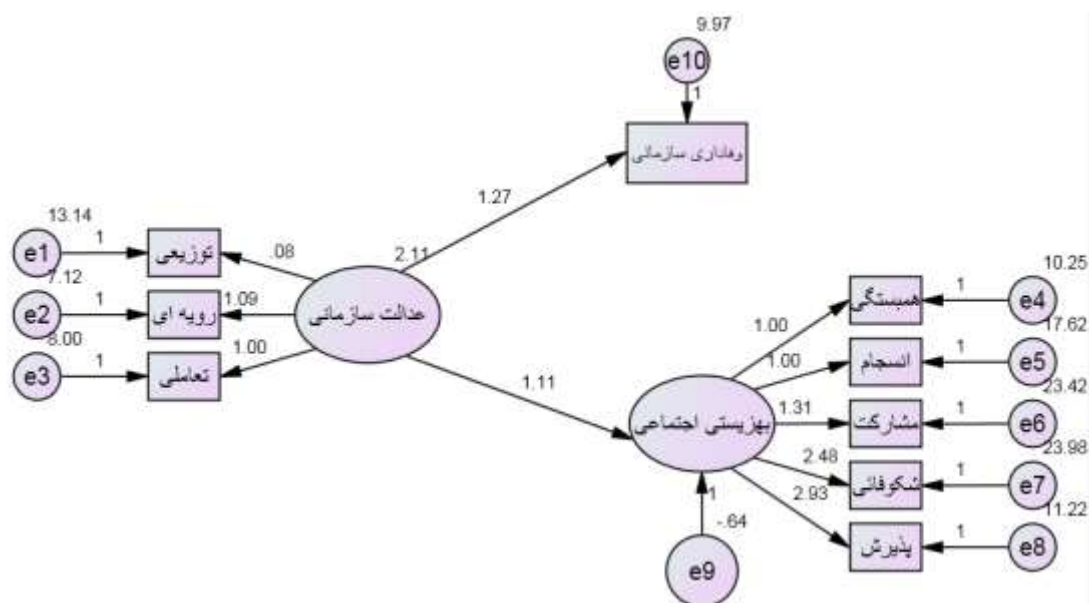 9.97
e10
1
وفاداری سازمانی
1.27
13.14
e1
1
توزیعی
.08
2.11
7.12
e2
1
رویه ای
1.09
عدالت سازمانی
8.00
e3
1
تعاملی
1.00
1.11
10.25
همبستگی
1
e4
1.00
17.62
انسجام
1
e5
1.00
23.42
بهزیستی اجتماعی
1.31
مشارکت
1
e6
23.98
2.48
شکوفائی
1
e7
11.22
2.93
پذیرش
1
e8
1
-.64
e9